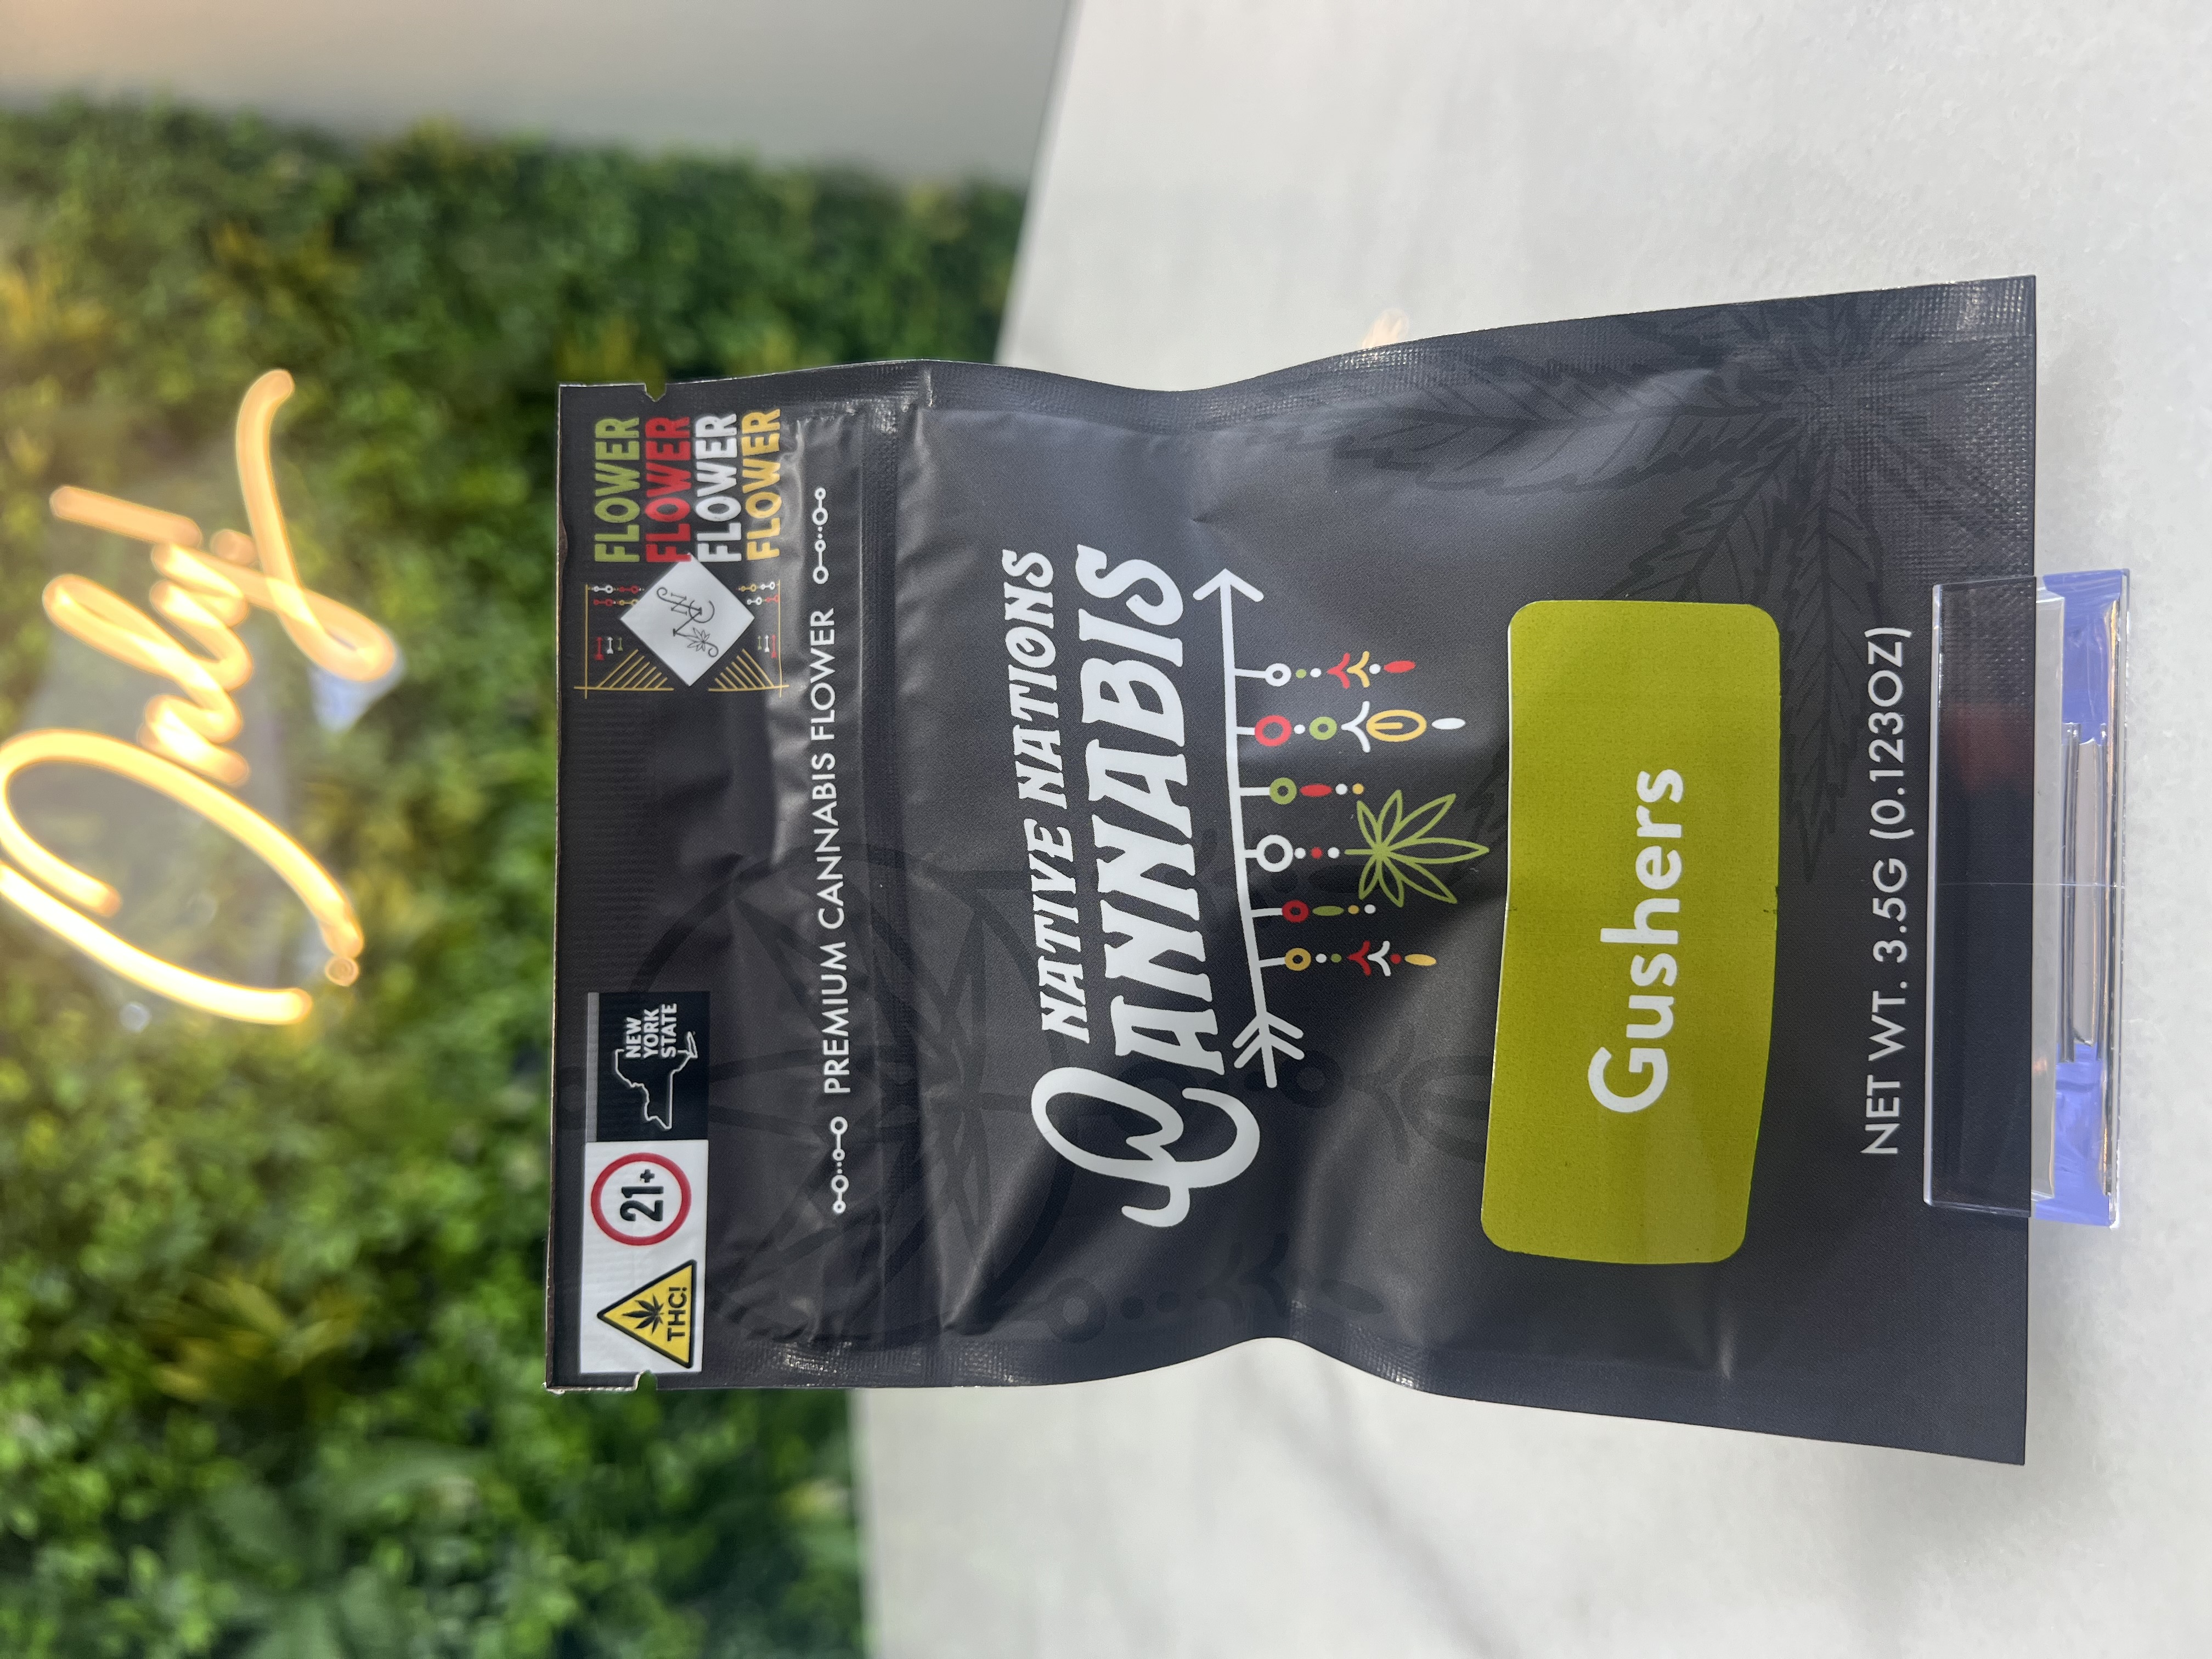 Only
THC!
21+
NEW
YORK
STATE
FLOWER
FLOWER
FLOWER
FLOWER
NNC
PREMIUM CANNABIS FLOWER
NATIVE NATIONS
CANNABIS
Gushers
NET WT. 3.5G (0.123OZ)